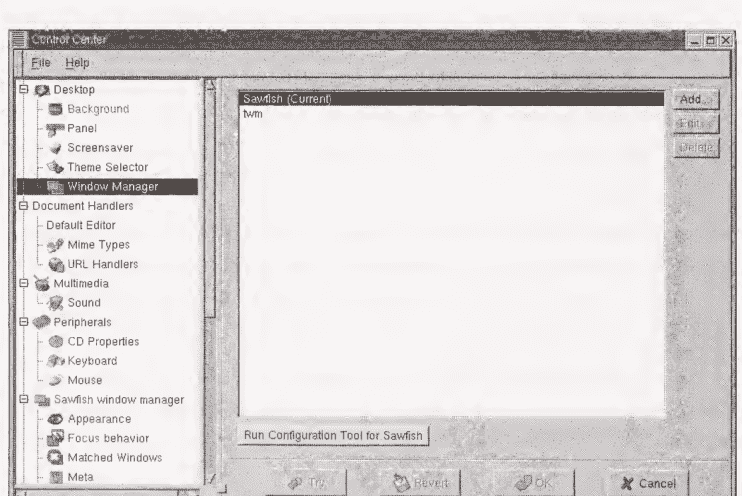 Control Center
File Help
Desktop
Background
Panel
Screensaver
Theme Selector
Window Manager
Document Handlers
Default Editor
Mime Types
URL Handlers
Multimedia
Sound
Peripherals
CD Properties
Keyboard
Mouse
Sawfish window manager
Appearance
Focus behavior
Matched Windows
Meta
Sawfish (Current)
twm
Add...
Edit...
Delete
Run Configuration Tool for Sawfish
Try
Revert
OK
Cancel